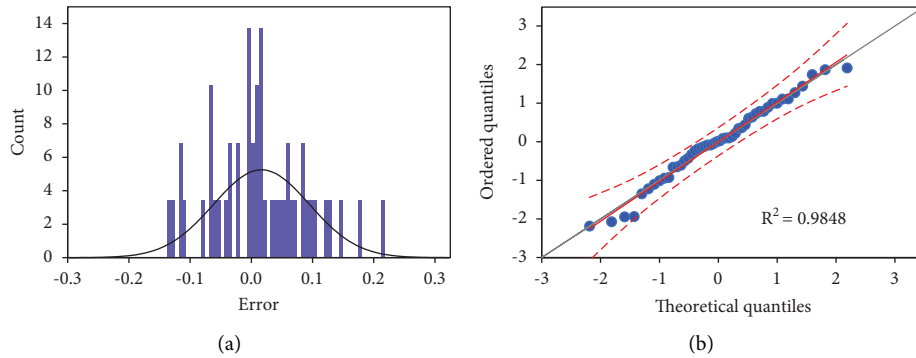 14
12
10
8
6
4
2
0
Count
-0.3 -0.2 -0.1 0.0 0.1 0.2 0.3
Error
(a)
3
2
1
0
-1
-2
-3
Ordered quantiles
R² = 0.9848
-3 -2 -1 0 1 2 3
Theoretical quantiles
(b)